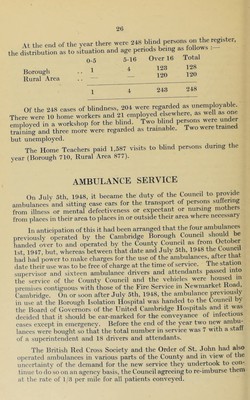 26
At the end of the year there were 248 blind persons on the register,
the distribution as to situation and age periods being as follows :—
0-5 5-16 Over 16 Total
Borough .. 1 4 123 128
Rural Area .. — — 120 120
1 4 243 248
Of the 248 cases of blindness, 204 were regarded as unemployable.
There were 10 home workers and 21 employed elsewhere, as well as one
employed in a workshop for the blind. Two blind persons were under
training and three more were regarded as trainable. Two were trained
but unemployed.
The Home Teachers paid 1,587 visits to blind persons during the
year (Borough 710, Rural Area 877).
AMBULANCE SERVICE
On July 5th, 1948, it became the duty of the Council to provide
ambulances and sitting case cars for the transport of persons suffering
from illness or mental defectiveness or expectant or nursing mothers
from places in their area to places in or outside their area where necessary
In anticipation of this it had been arranged that the four ambulances
previously operated by the Cambridge Borough Council should be
handed over to and operated by the County Council as from October
1st, 1947, but, whereas between that date and July 5th, 1948 the Council
had had power to make charges for the use of the ambulances, after that
date their use was to be free of charge at the time of service. The station
supervisor and sixteen ambulance drivers and attendants passed into
the service of the County Council and the vehicles were housed in
premises contiguous with those of the Fire Service in Newmarket Road,
Cambridge. On or soon after July 5th, 1948, the ambulance previously
in use at the Borough Isolation Hospital was handed to the Council by
the Board of Governors of the United Cambridge Hospitals and it was
decided that it should be ear-marked for the conveyance of infectious
cases except in emergency. Before the end of the year two new ambu-
lances were bought so that the total number in service was 7 with a staff
of a superintendent and 18 drivers and attendants.
The British Red Cross Society and the Order of St. John had also
operated ambulances in various parts of the County and in view of the
uncertainty of the demand for the new service they undertook to con-
tinue to do so on an agency basis, the Council agreeing to re-imburse them
at the rate of 1/3 per mile for all patients conveyed.